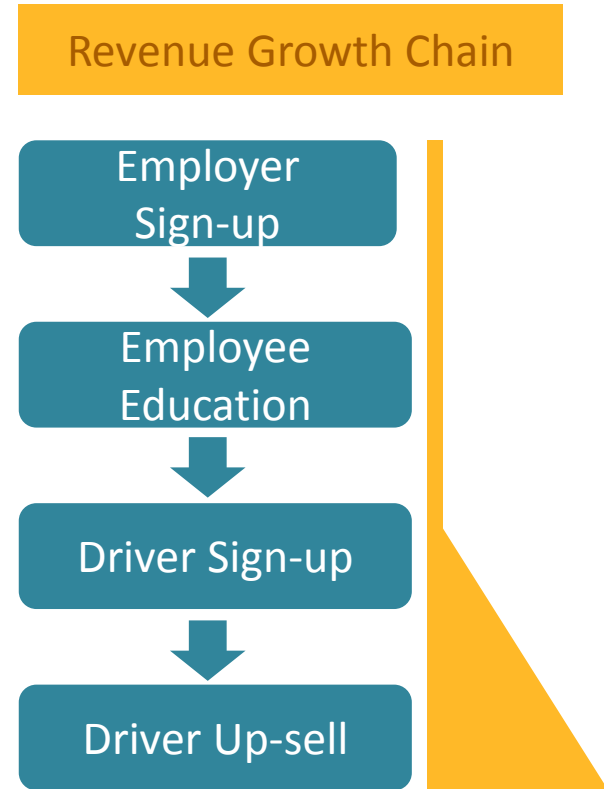 Revenue Growth Chain
Employer
Sign-up
Employee
Education
Driver Sign-up
Driver Up-sell